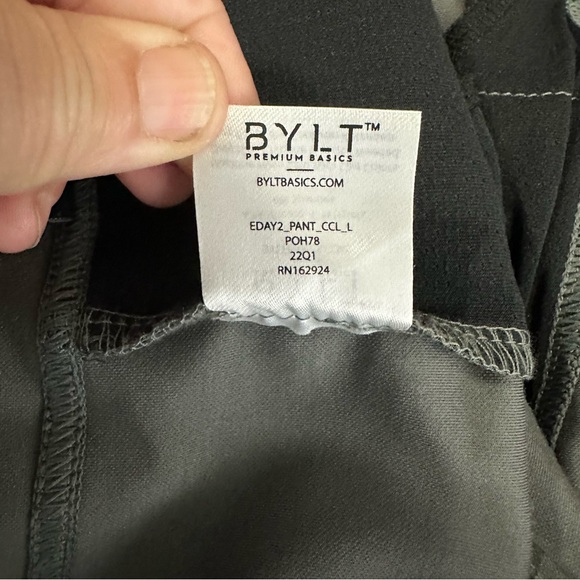 BYLT™
PREMIUM BASICS
BYLTBASICS.COM
EDAY2_PANT_CCL_L
POH78
22Q1
RN162924